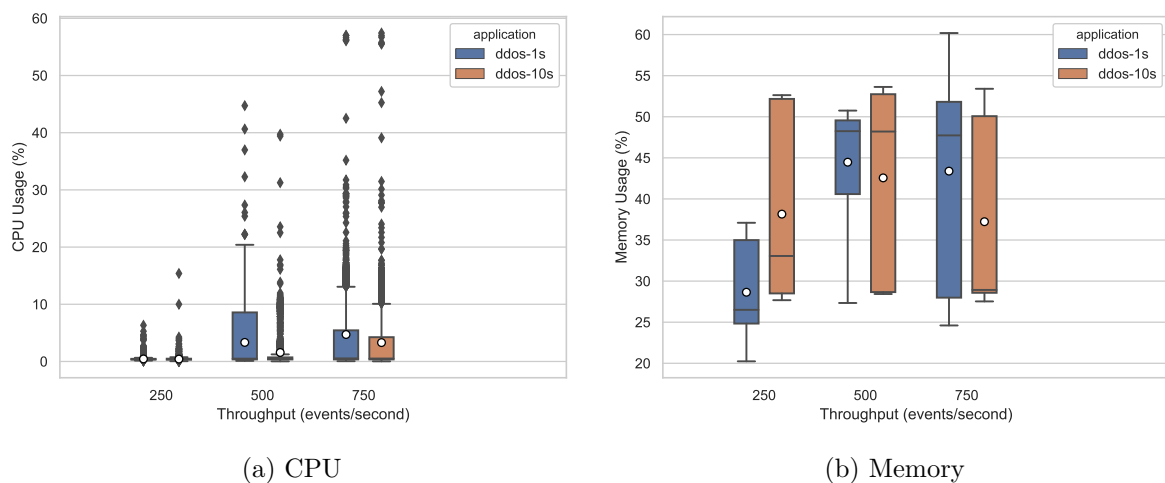 60
50
40
30
20
10
0
CPU Usage (%)
application
ddos-1s
ddos-10s
250
500
750
Throughput (events/second)
(a) CPU
60
55
50
45
40
35
30
25
20
Memory Usage (%)
application
ddos-1s
ddos-10s
250
500
750
Throughput (events/second)
(b) Memory